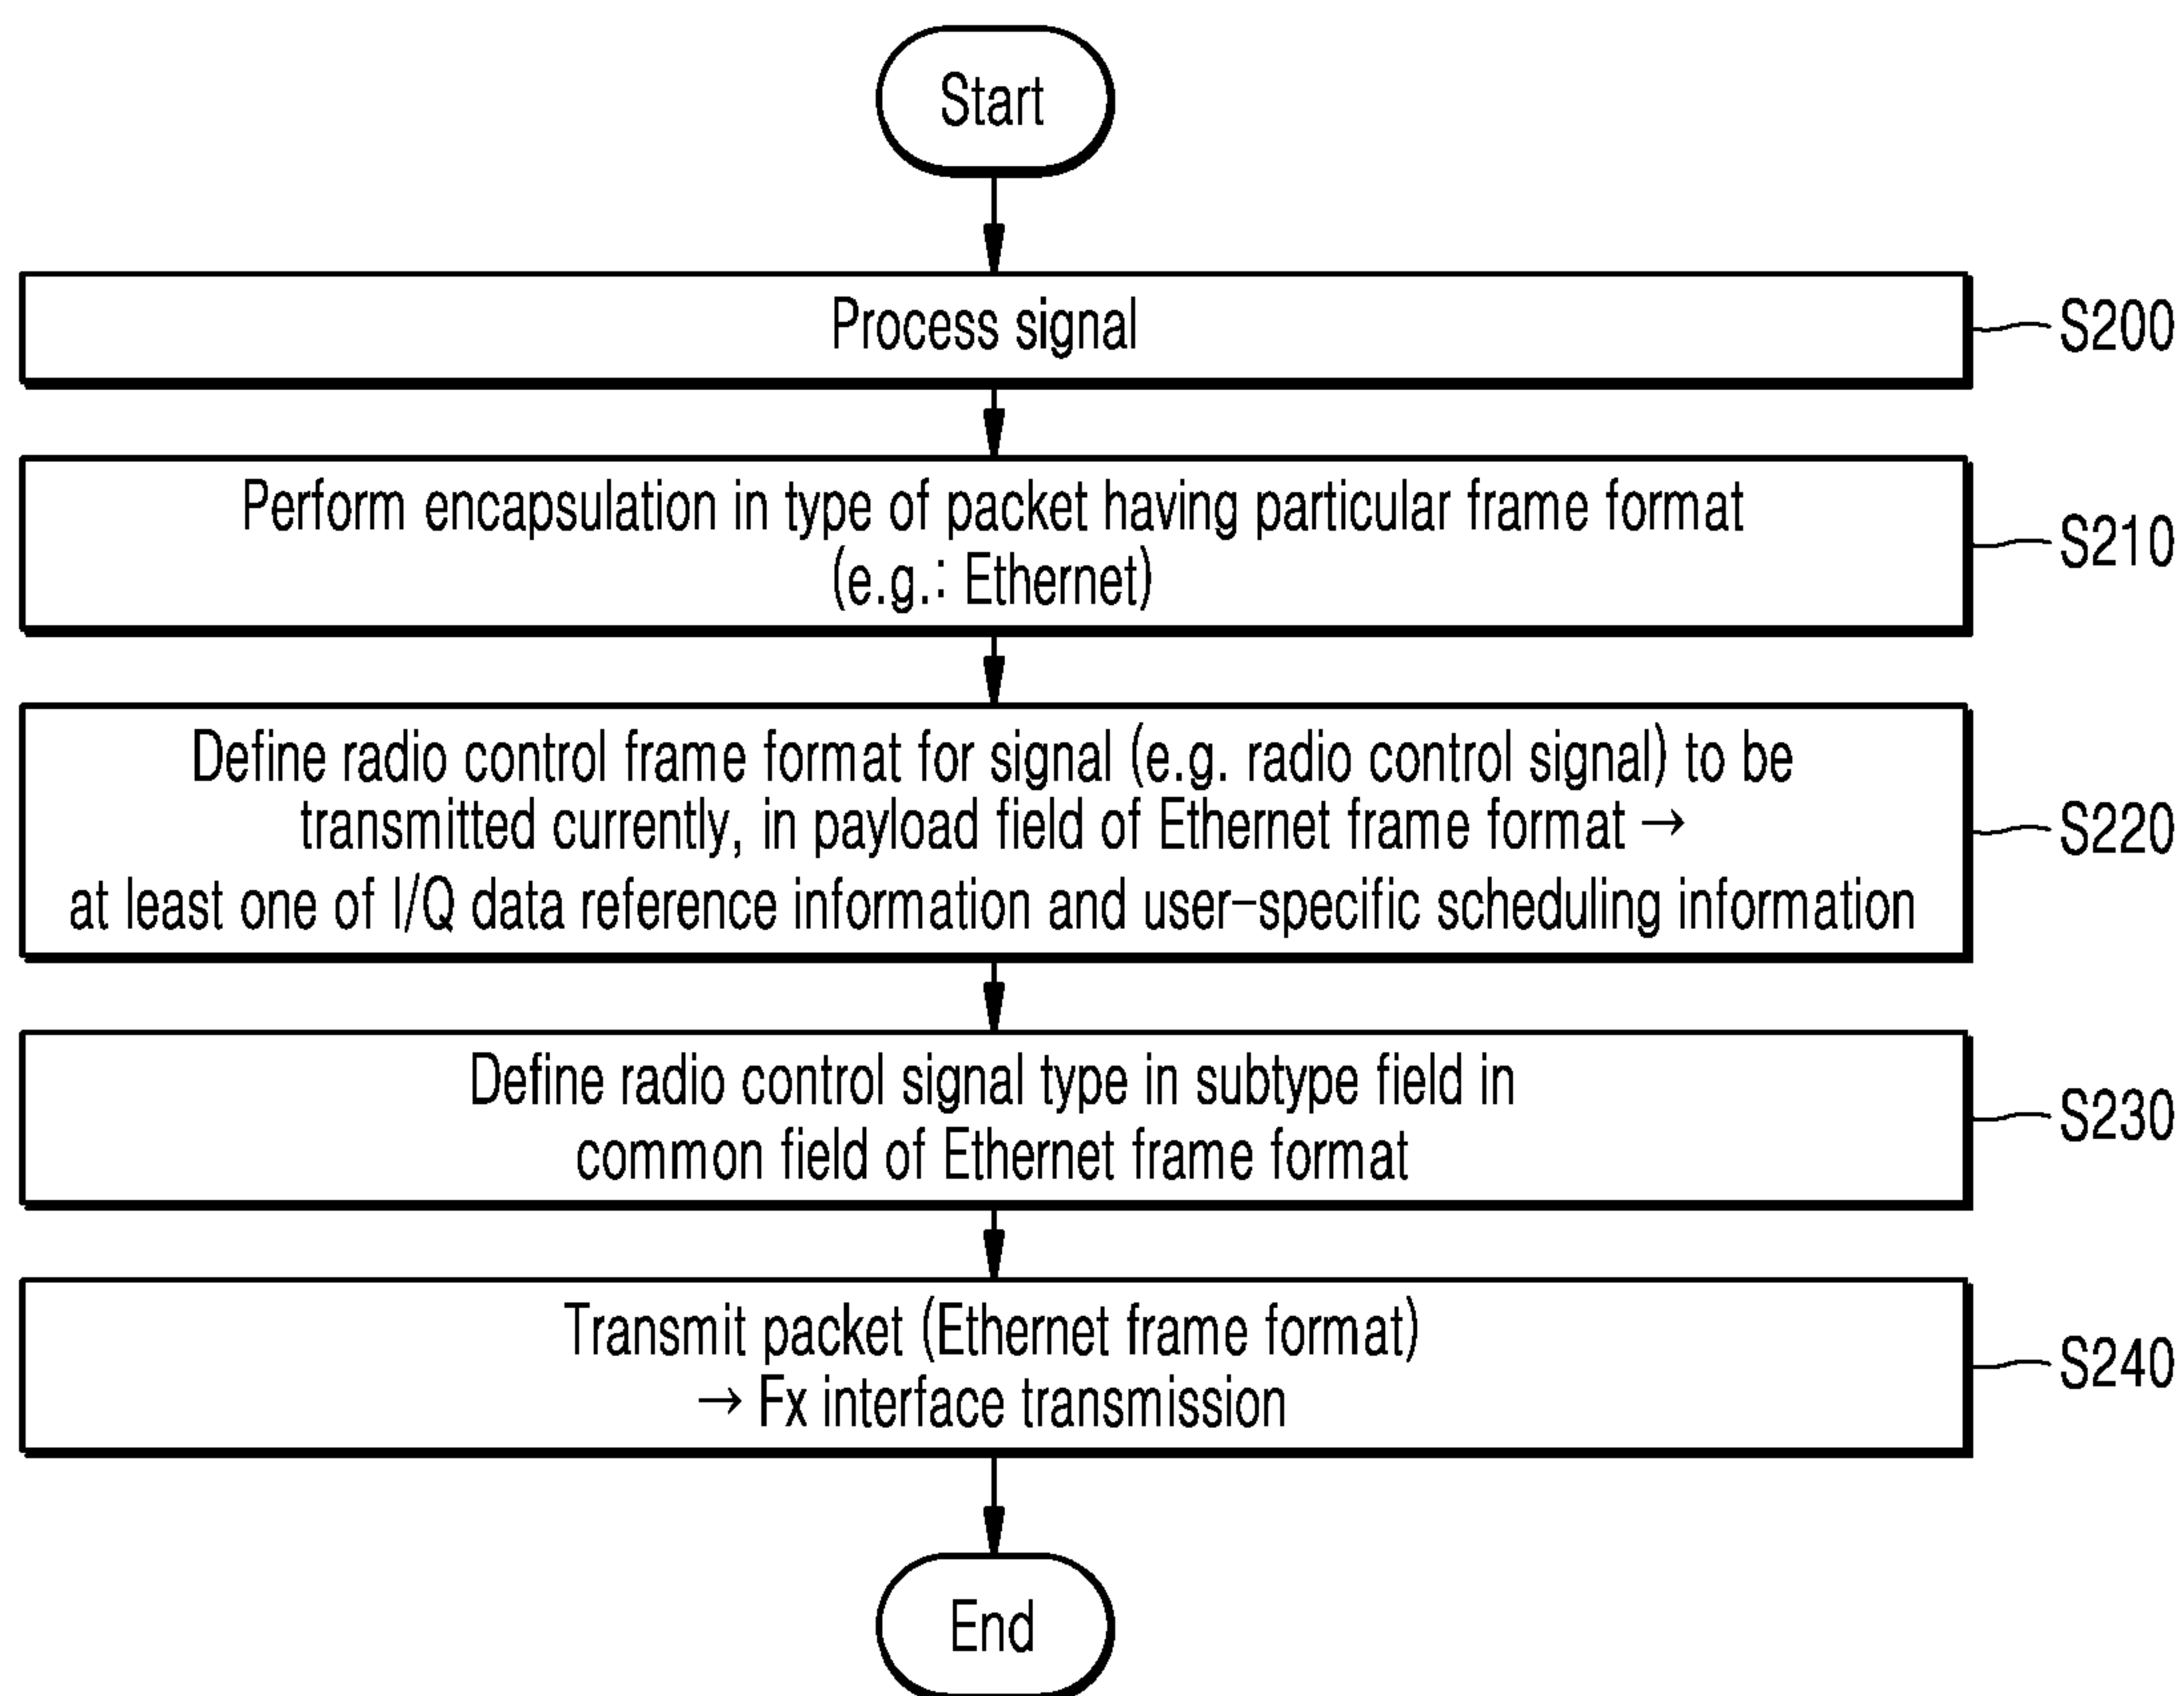 Start
Process signal
S200
Perform encapsulation in type of packet having particular frame format
(e.g.: Ethernet)
S210
Define radio control frame format for signal (e.g. radio control signal) to be
transmitted currently, in payload field of Ethernet frame format →
at least one of I/Q data reference information and user-specific scheduling information
S220
Define radio control signal type in subtype field in
common field of Ethernet frame format
S230
Transmit packet (Ethernet frame format)
→ Fx interface transmission
S240
End